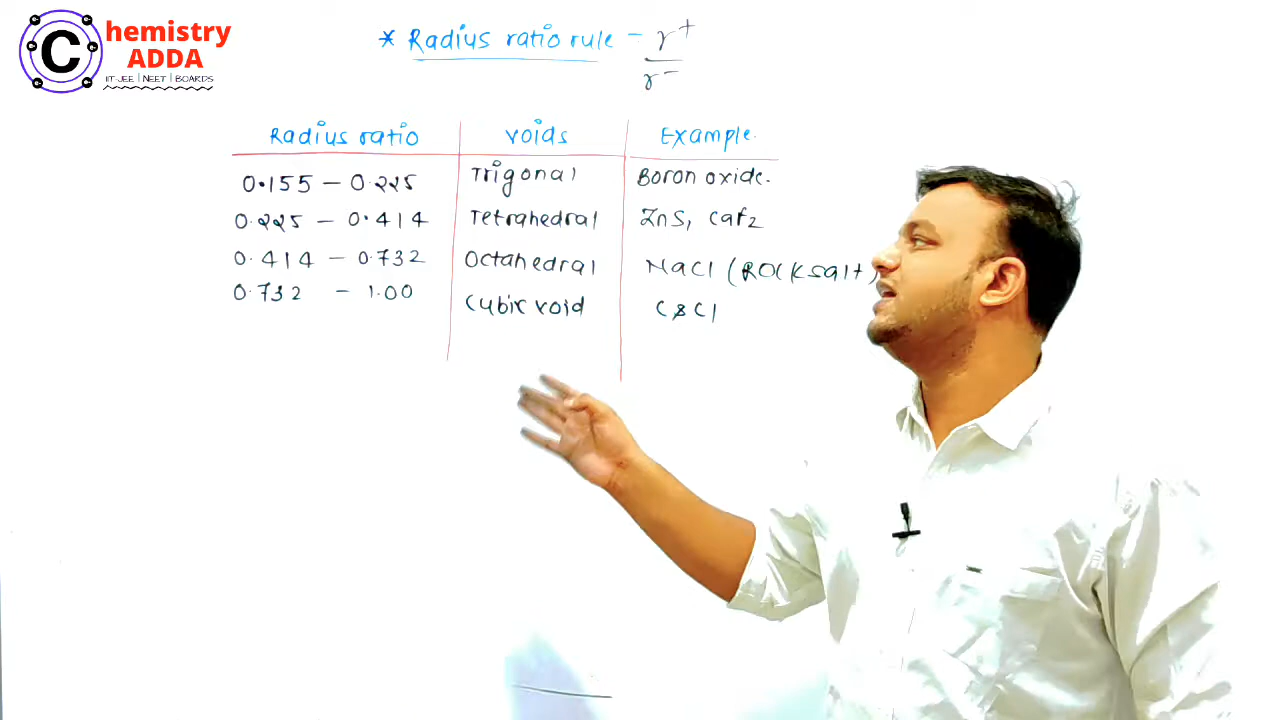 Chemistry
ADDA
IIT-JEE | NEET | BOARDS
* Radius ratio rule - r+
r-
Radius ratio voids Example.
0.155 - 0.225 Trigonal Boron oxide.
0.225 - 0.414 Tetrahedral ZnS, CaF2
0.414 - 0.732 Octahedral NaCl (Rock salt)
0.732 - 1.00 Cubic void CsCl